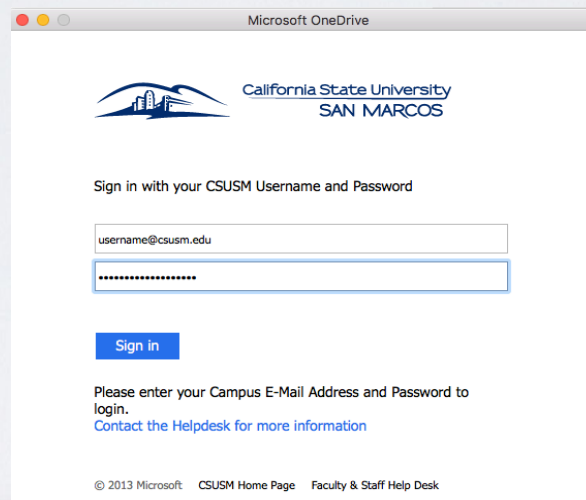 Microsoft OneDrive
California State University
SAN MARCOS
Sign in with your CSUSM Username and Password
username@csusm.edu
•••••••••••••••••••
Sign in
Please enter your Campus E-Mail Address and Password to
login.
Contact the Helpdesk for more information
© 2013 Microsoft CSUSM Home Page Faculty & Staff Help Desk